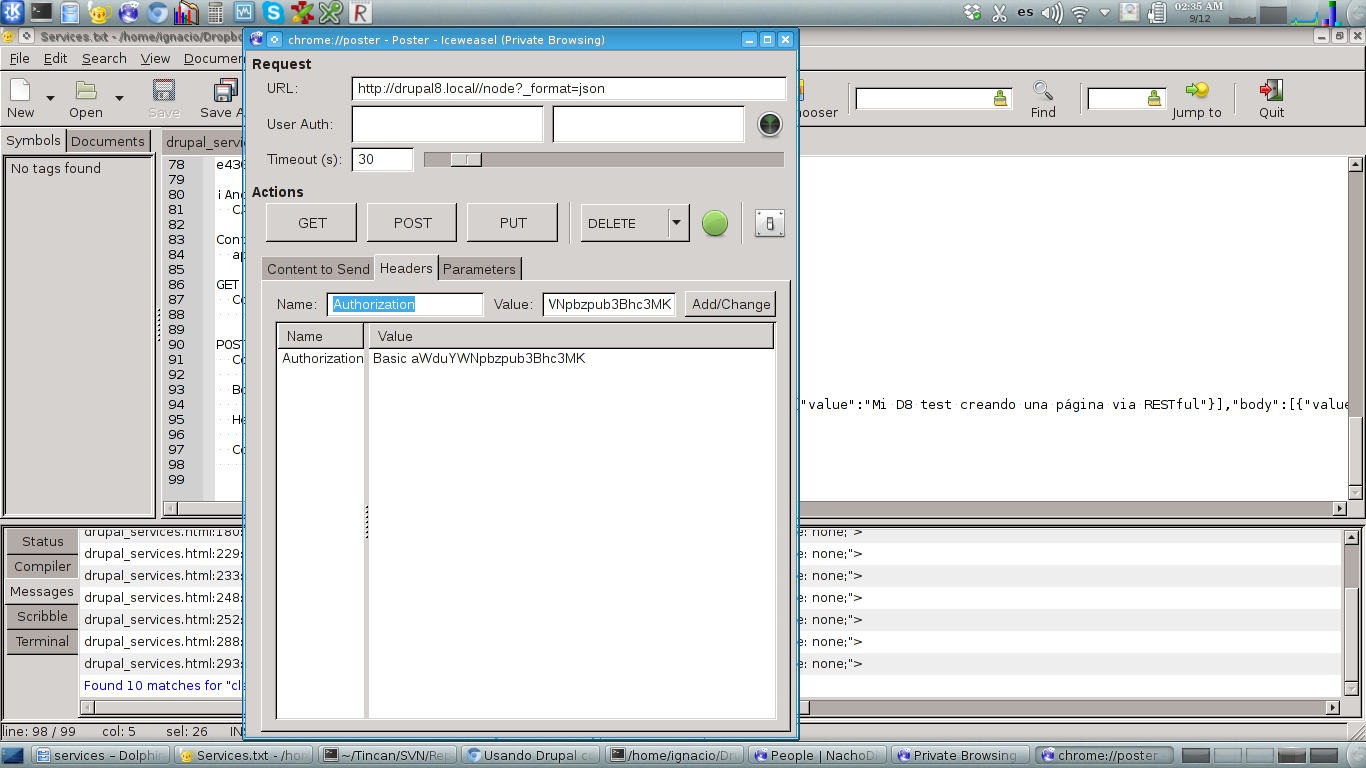 es
02:35 AM
9/12
Services.txt - /home/ignacio/Dropbo
chrome://poster - Poster - Iceweasel (Private Browsing)
File Edit Search View Documen
New Open Save Save A
ooser Find Jump to Quit
Request
URL: http://drupal8.local//node?_format=json
User Auth:
Timeout (s): 30
Actions
GET POST PUT DELETE
Content to Send Headers Parameters
Name: Authorization Value: VNpbzpub3Bhc3MK Add/Change
Name Value
Authorization Basic aWduYWNpbzpub3Bhc3MK
Symbols Documents
No tags found
drupal_servi
78 e436
79
80 ¡Ano
81
82
83 Cont
84 ap
85
86 GET
87 Co
88
89
90 POST
91 Co
92
93 Bo
94 "value":"Mi D8 test creando una página via RESTful"}],"body":[{"value
95 He
96
97 Co
98
99
Status
Compiler
Messages
Scribble
Terminal
drupal_services.html:180: e: none;">
drupal_services.html:229: e: none;">
drupal_services.html:233: e: none;">
drupal_services.html:248: e: none;">
drupal_services.html:252: e: none;">
drupal_services.html:288: e: none;">
drupal_services.html:293: e: none;">
Found 10 matches for "cl
line: 98 / 99 col: 5 sel: 26 IN
services – Dolphin
Services.txt - /hom
~/Tincan/SVN/Rep
Usando Drupal co
/home/ignacio/Dru
People | NachoDi
Private Browsing
chrome://poster